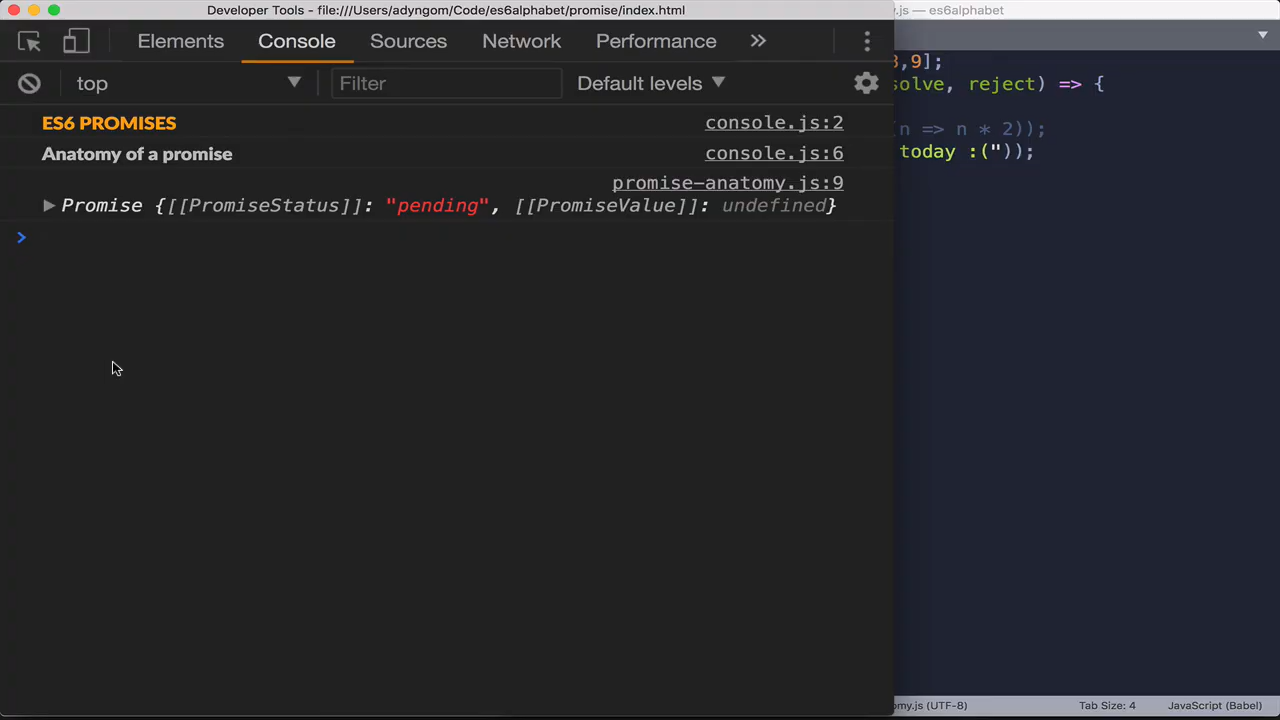 Developer Tools - file:///Users/adyngom/Code/es6alphabet/promise/index.html
.js — es6alphabet
Elements Console Sources Network Performance »
top Filter Default levels
ES6 PROMISES console.js:2
Anatomy of a promise console.js:6
promise-anatomy.js:9
Promise {[[PromiseStatus]]: "pending", [[PromiseValue]]: undefined}
>
,9];
solve, reject) => {
n => n * 2));
today :("));
my.js (UTF-8) Tab Size: 4 JavaScript (Babel)